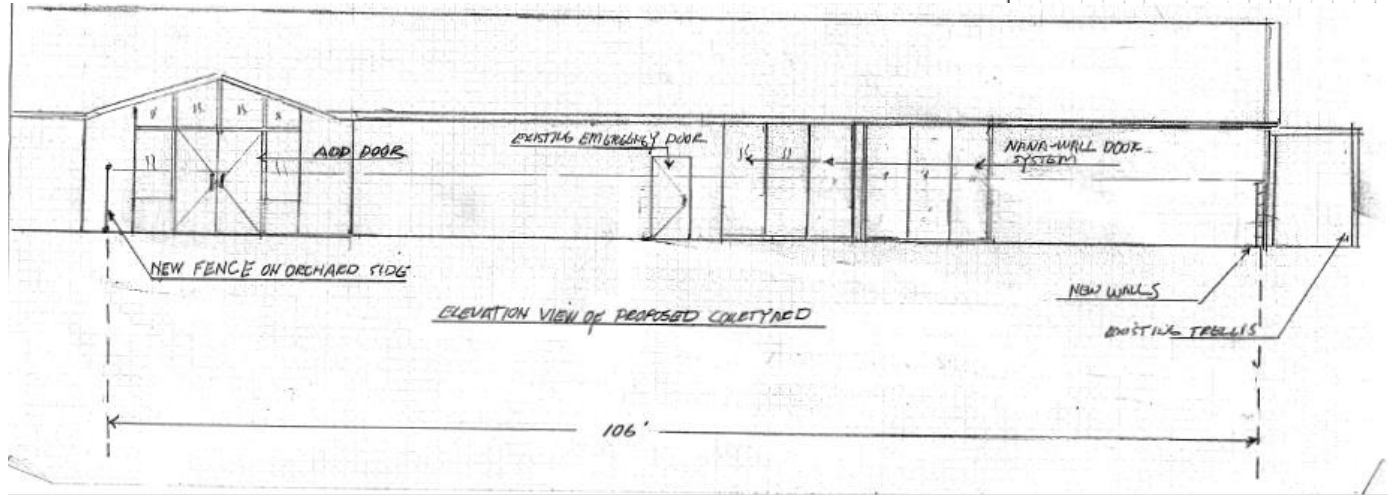 ADD DOOR
EXISTING EMERGENCY DOOR
NANA-WALL DOOR
SYSTEM
NEW FENCE ON ORCHARD SIDE
NEW WALLS
ELEVATION VIEW OF PROPOSED COURTYARD
EXISTING TRELLIS
106'